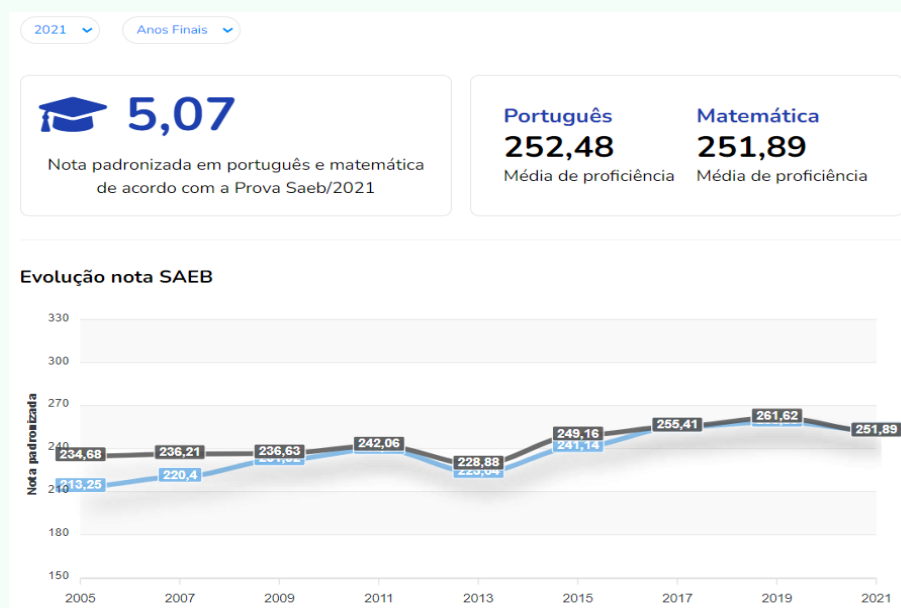 2021 Anos Finais
5,07
Nota padronizada em português e matemática
de acordo com a Prova Saeb/2021
Português Matemática
252,48 251,89
Média de proficiência Média de proficiência
Evolução nota SAEB
Nota padronizada
330
300
270
240
210
180
150
234,68 236,21 236,63 242,06 228,88 249,16 255,41 261,62 251,89
213,25 220,4 241,14
2005 2007 2009 2011 2013 2015 2017 2019 2021